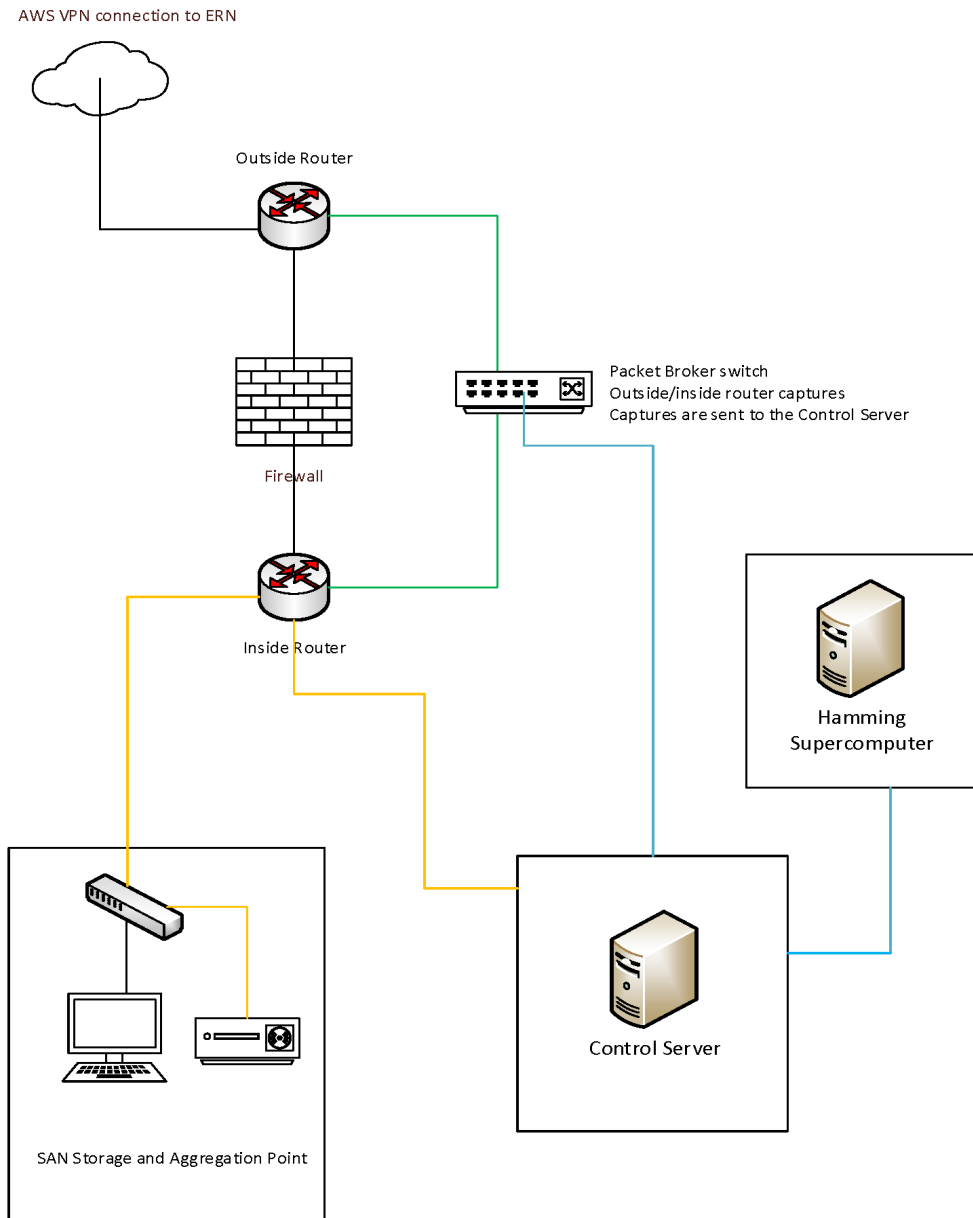 AWS VPN connection to ERN
Outside Router
Packet Broker switch
Outside/inside router captures
Captures are sent to the Control Server
Firewall
Inside Router
Hamming
Supercomputer
Control Server
SAN Storage and Aggregation Point